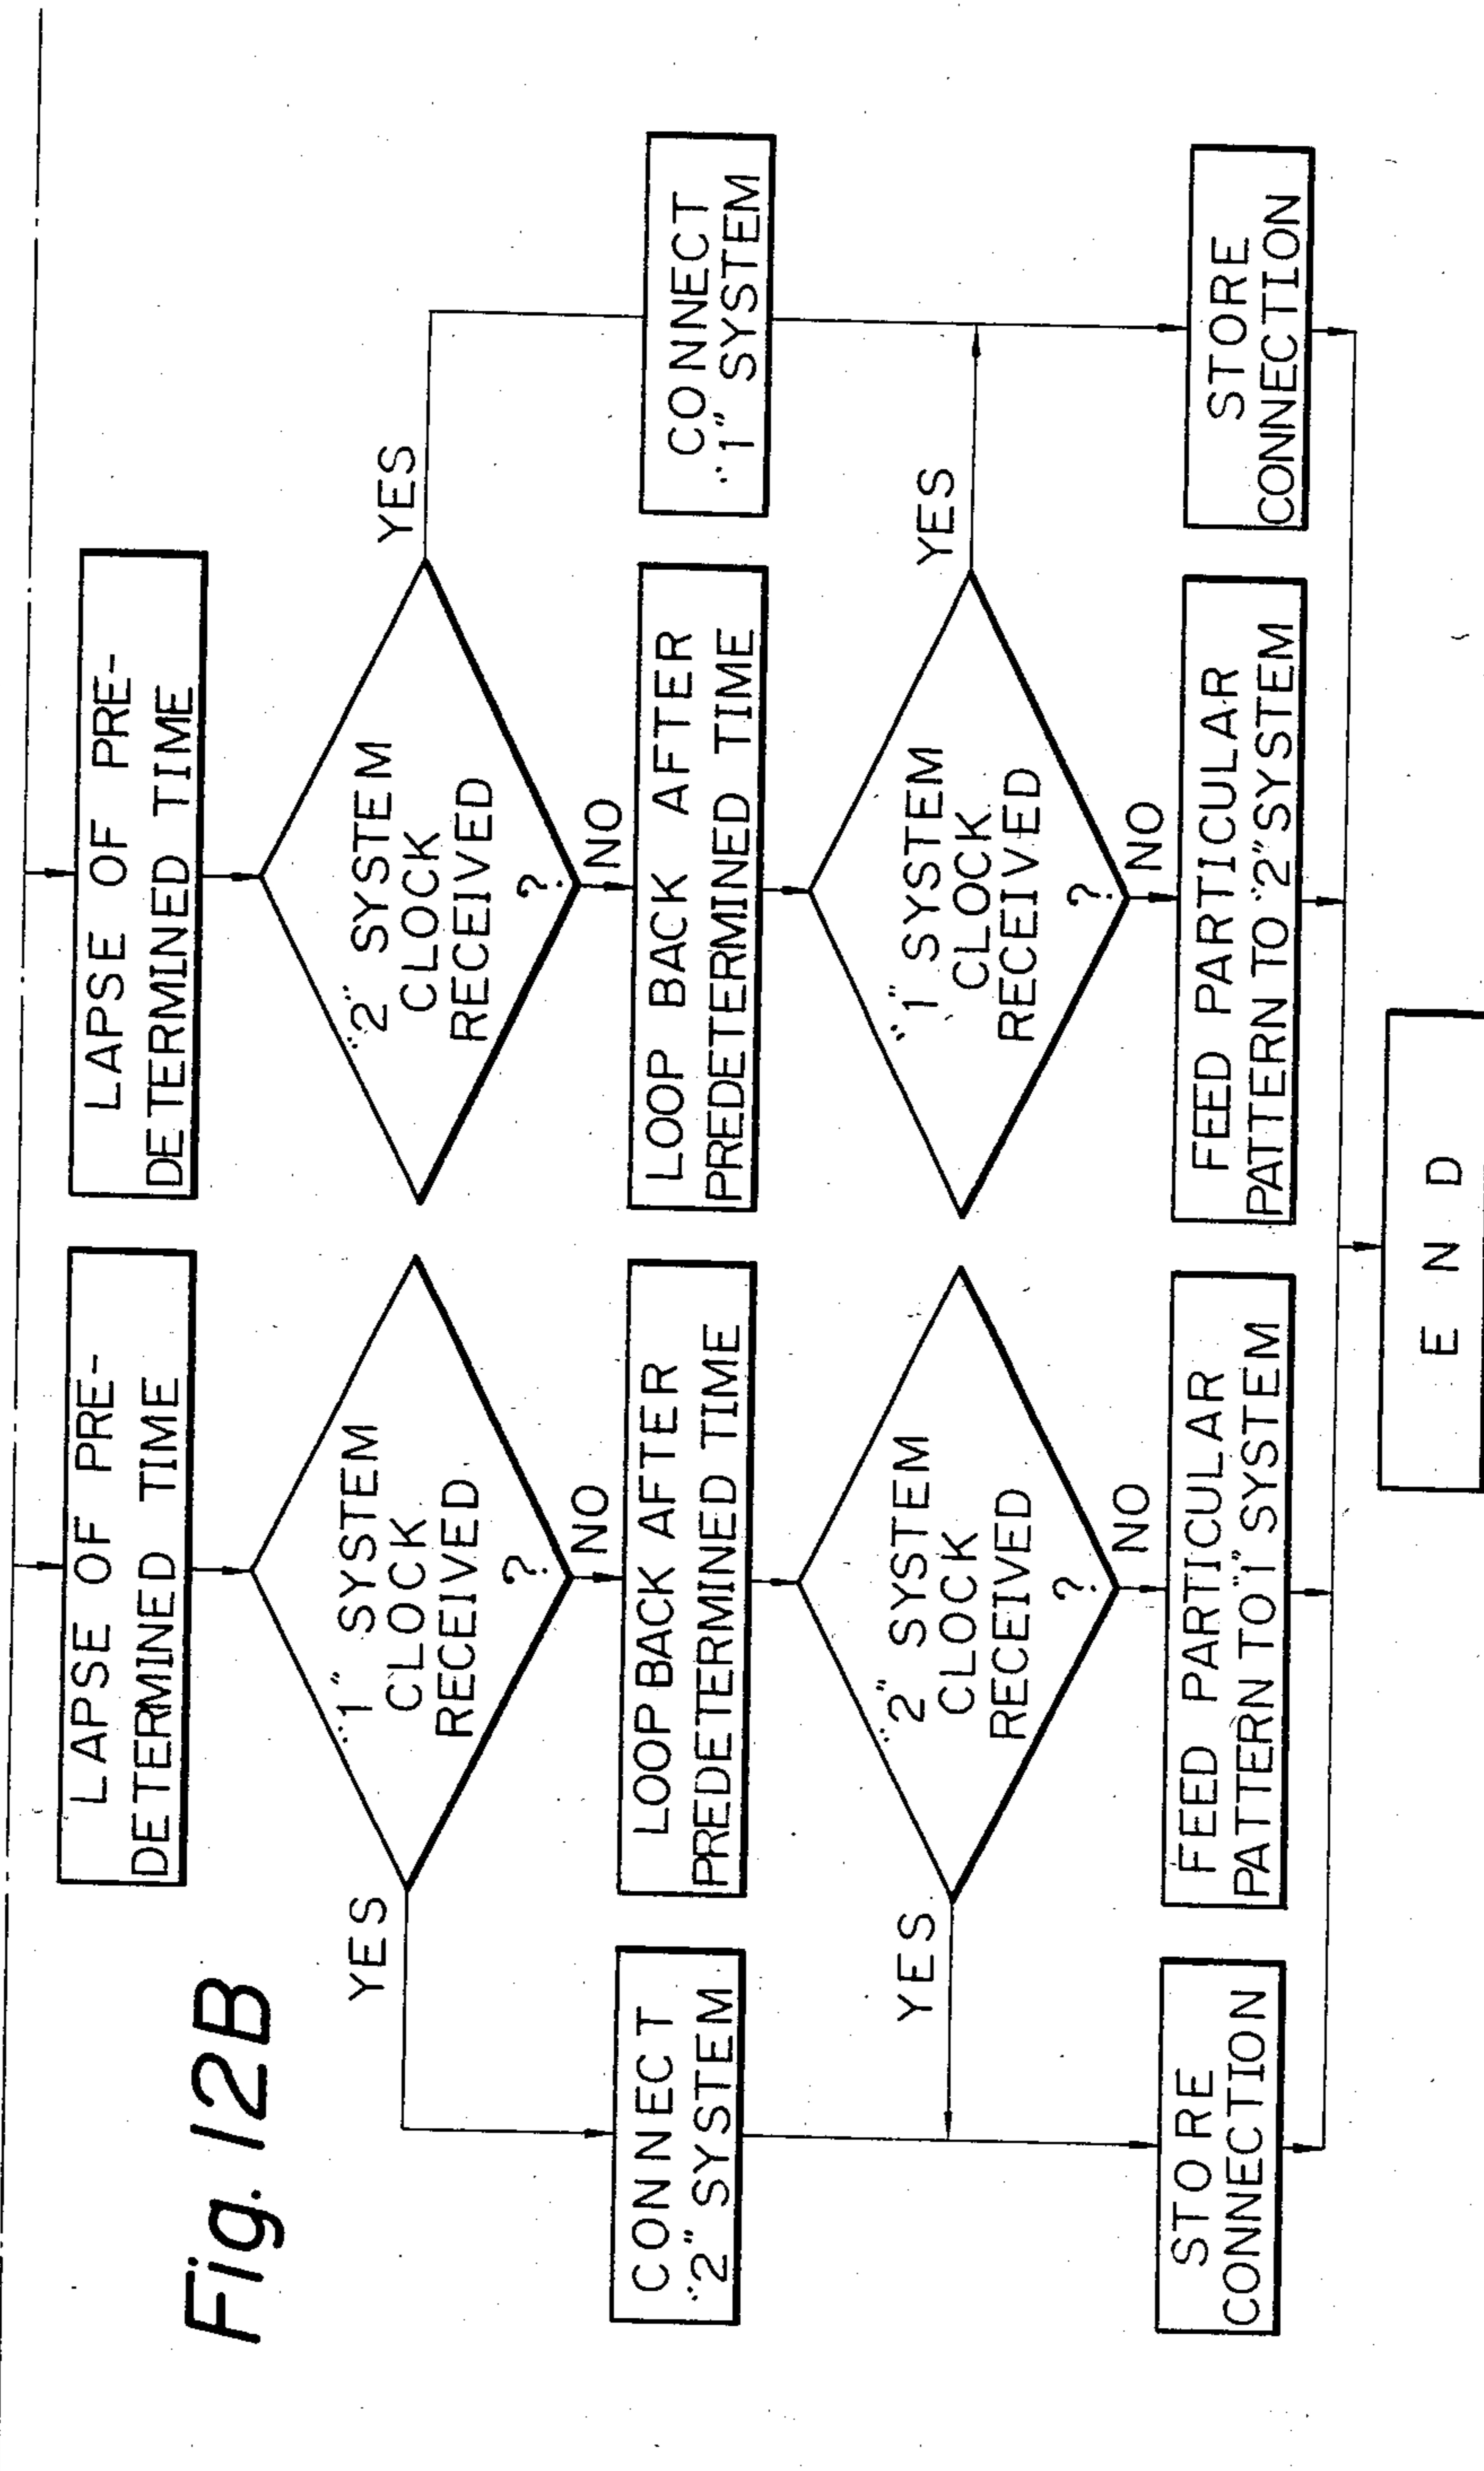 Fig. 12B
LAPSE OF PRE-
DETERMINED TIME
LAPSE OF PRE-
DETERMINED TIME
"1" SYSTEM
CLOCK
RECEIVED
?
YES
NO
"2" SYSTEM
CLOCK
RECEIVED
?
YES
NO
CONNECT
"2" SYSTEM
LOOP BACK AFTER
PREDETERMINED TIME
LOOP BACK AFTER
PREDETERMINED TIME
CONNECT
"1" SYSTEM
"2" SYSTEM
CLOCK
RECEIVED
?
YES
NO
"1" SYSTEM
CLOCK
RECEIVED
?
YES
NO
STORE
CONNECTION
FEED PARTICULAR
PATTERN TO "1" SYSTEM
FEED PARTICULAR
PATTERN TO "2" SYSTEM
STORE
CONNECTION
END